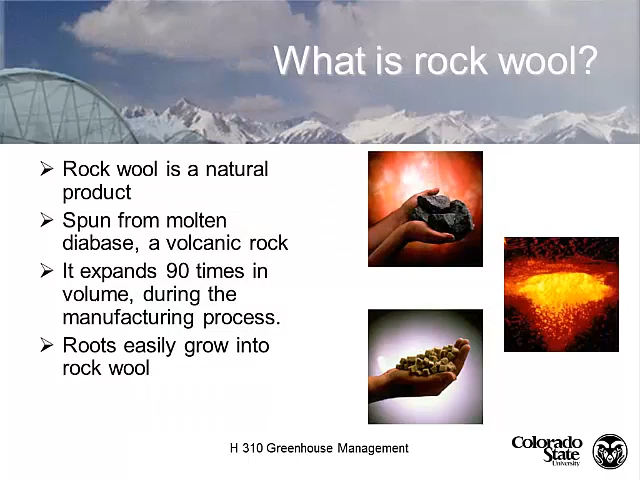 What is rock wool?
➢ Rock wool is a natural
product
➢ Spun from molten
diabase, a volcanic rock
➢ It expands 90 times in
volume, during the
manufacturing process.
➢ Roots easily grow into
rock wool
H 310 Greenhouse Management
Colorado
State
University